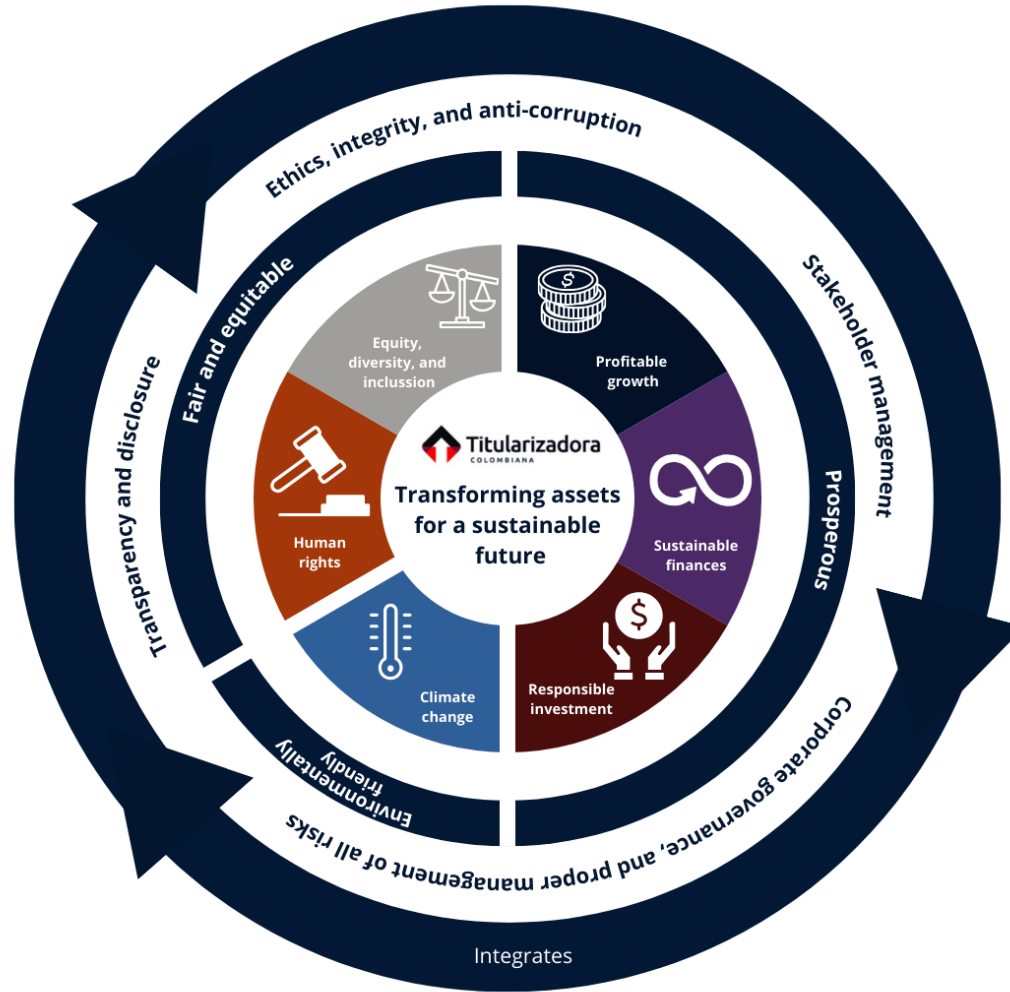 Ethics, integrity, and anti-corruption
Stakeholder management
Corporate governance, and proper management of all risks
Transparency and disclosure
Fair and equitable
Prosperous
Environmentally
friendly
Equity,
diversity, and
inclussion
Profitable
growth
Human
rights
Sustainable
finances
Climate
change
Responsible
investment
Titularizadora
COLOMBIANA
Transforming assets
for a sustainable
future
Integrates